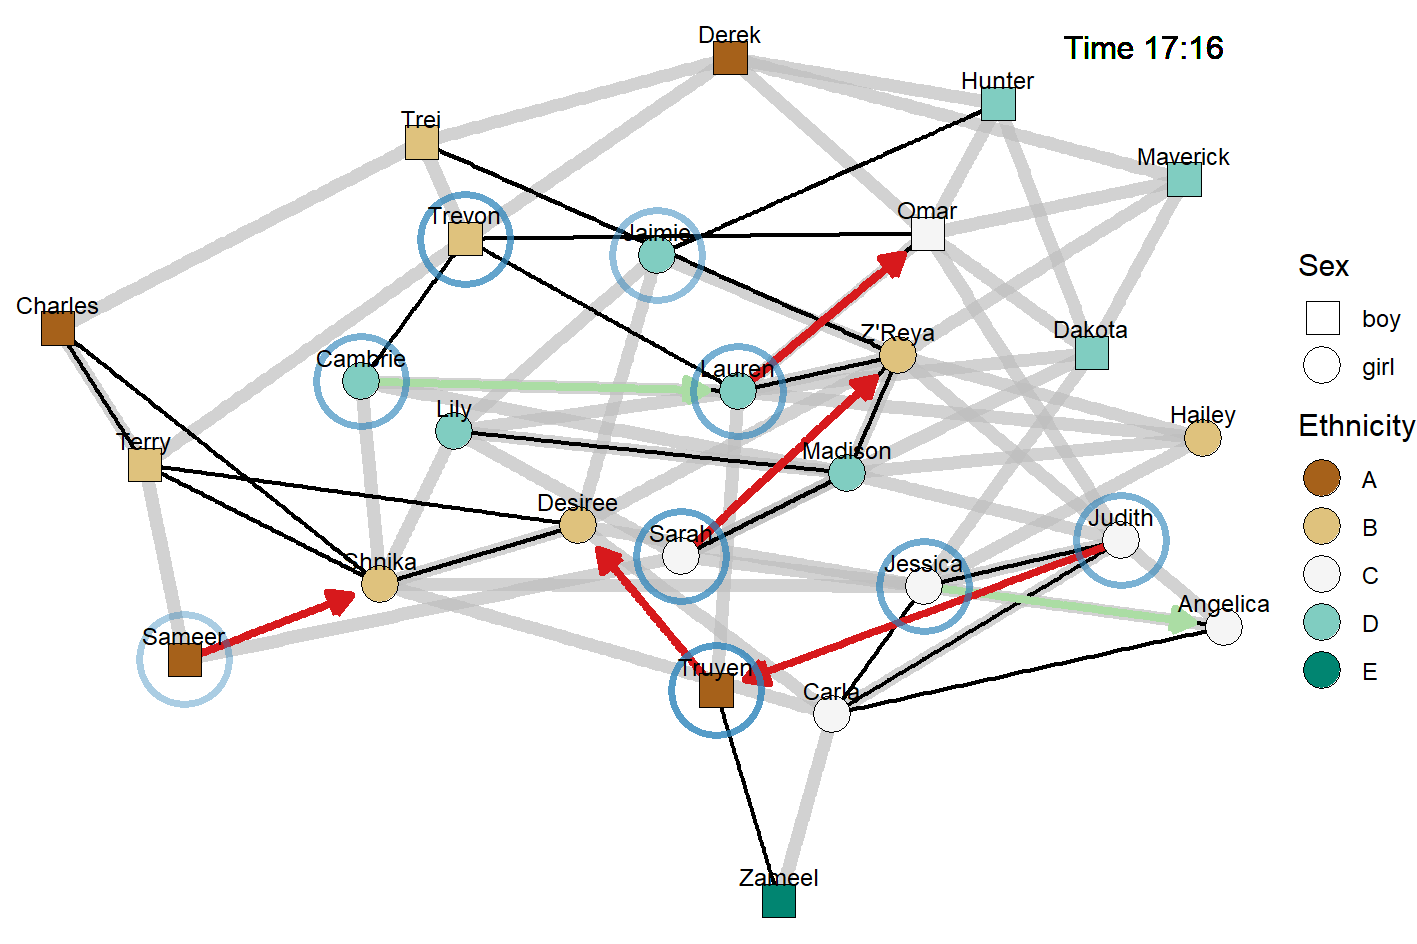 Derek
Time 17:16
Hunter
Trei
Maverick
Omar
Trevon
Jaimie
Sex
Charles
boy
Dakota
Z'Reya
Cambrie
Lauren
girl
Lily
Hailey
Ethnicity
Terry
Madison
A
Desiree
Judith
B
Sarah
Shnika
Jessica
C
Angelica
Sameer
D
Truyen
E
Carla
Zameel